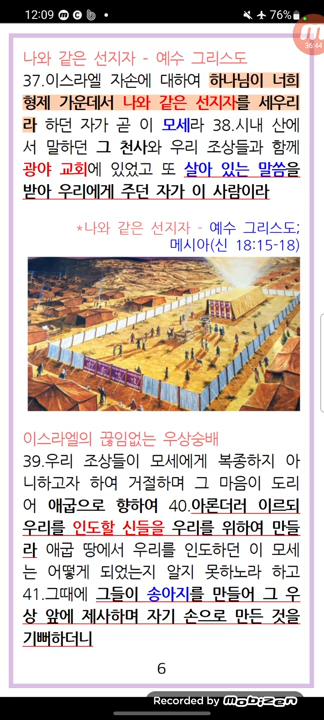 12:09
76%
36:44
나와 같은 선지자 - 예수 그리스도
37.이스라엘 자손에 대하여 하나님이 너희
형제 가운데서 나와 같은 선지자를 세우리
라 하던 자가 곧 이 모세라 38.시내 산에
서 말하던 그 천사와 우리 조상들과 함께
광야 교회에 있었고 또 살아 있는 말씀을
받아 우리에게 주던 자가 이 사람이라
*나와 같은 선지자 - 예수 그리스도;
메시아(신 18:15-18)
이스라엘의 끊임없는 우상숭배
39.우리 조상들이 모세에게 복종하지 아
니하고자 하여 거절하며 그 마음이 도리
어 애굽으로 향하여 40.아론더러 이르되
우리를 인도할 신들을 우리를 위하여 만들
라 애굽 땅에서 우리를 인도하던 이 모세
는 어떻게 되었는지 알지 못하노라 하고
41.그때에 그들이 송아지를 만들어 그 우
상 앞에 제사하며 자기 손으로 만든 것을
기뻐하더니
6
Recorded by mobizen